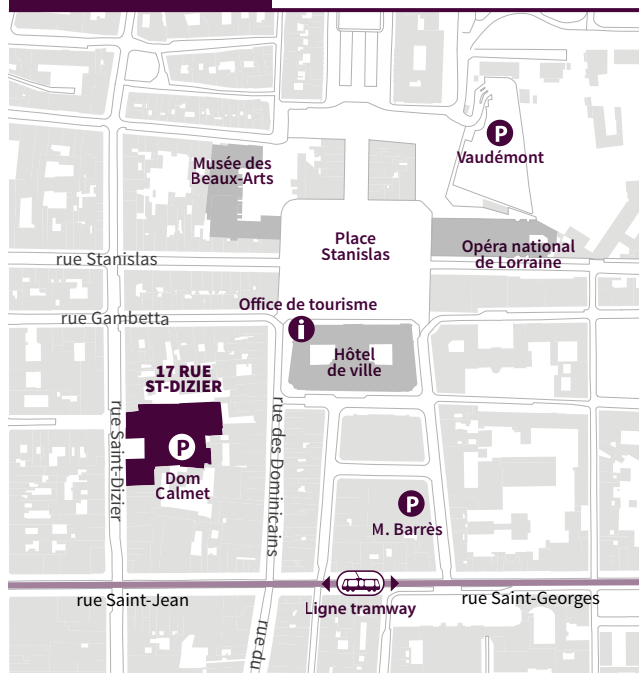 P
Vaudémont
Musée des
Beaux-Arts
Place
Stanislas
Opéra national
de Lorraine
rue Stanislas
Office de tourisme
rue Gambetta
i
Hôtel
de ville
17 RUE
ST-DIZIER
rue Saint-Dizier
P
Dom
Calmet
rue des Dominicains
P
M. Barrès
rue Saint-Jean
Ligne tramway
rue Saint-Georges
rue du